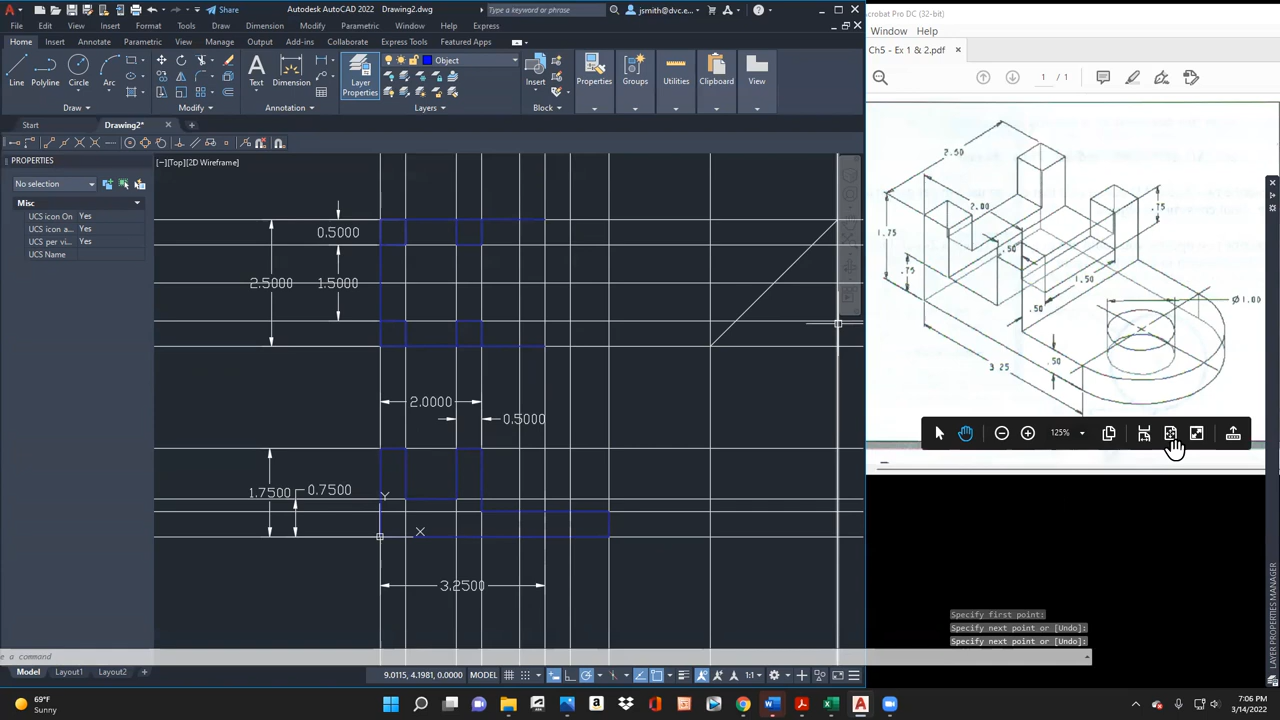 Share
Autodesk AutoCAD 2022 Drawing2.dwg
Type a keyword or phrase
jsmith@dvc.e...
File Edit View Insert Format Tools Draw Dimension Modify Parametric Window Help Express
Home Insert Annotate Parametric View Manage Output Add-ins Collaborate Express Tools Featured Apps
Line Polyline Circle Arc
Text Dimension
Layer Properties
Object
Insert
Properties Groups Utilities Clipboard View
Draw Modify Annotation Layers Block
Start Drawing2*
PROPERTIES
[−][Top][2D Wireframe]
No selection
Misc
UCS icon On Yes
UCS icon a... Yes
UCS per vi... Yes
UCS Name
0.5000
2.5000
1.5000
2.0000
0.5000
1.7500
0.7500
Y
X
3.2500
e a command
Model Layout1 Layout2
9.0115, 4.1981, 0.0000 MODEL
1:1
crobat Pro DC (32-bit)
Window Help
Ch5 - Ex 1 & 2.pdf
1 / 1
2.50
2.00
.75
1.75
.50
.75
1.50
.50
Ø1.00
.50
3.25
125%
Specify first point:
Specify next point or [Undo]:
Specify next point or [Undo]:
LAYER PROPERTIES MANAGER
69°F
Sunny
7:06 PM
3/14/2022